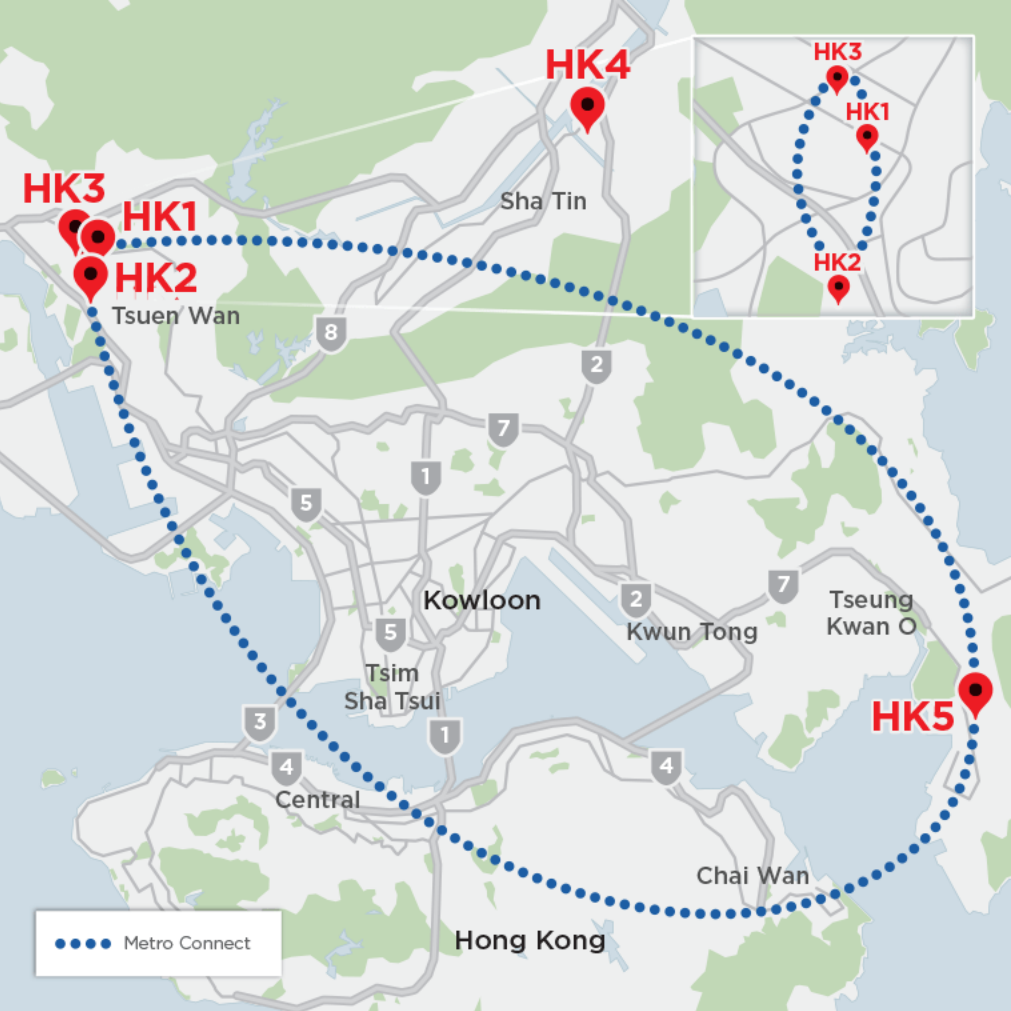 HK4
HK3
HK1
HK2
HK3
HK1
HK2
Sha Tin
Tsuen Wan
8
2
7
1
5
Kowloon
2
7
Kwun Tong
Tseung
Kwan O
5
Tsim
Sha Tsui
HK5
3
1
4
4
Central
Chai Wan
Metro Connect
Hong Kong